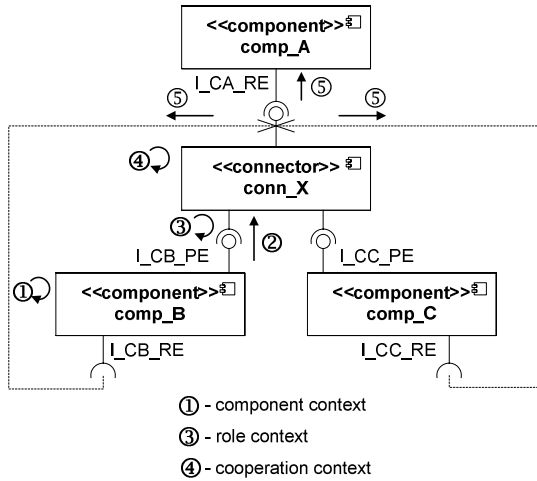 <<component>>
comp_A
I_CA_RE
⑤
⑤ ⑤
④
<<connector>>
conn_X
③ ②
I_CB_PE I_CC_PE
①
<<component>> <<component>>
comp_B comp_C
I_CB_RE I_CC_RE
① - component context
③ - role context
④ - cooperation context